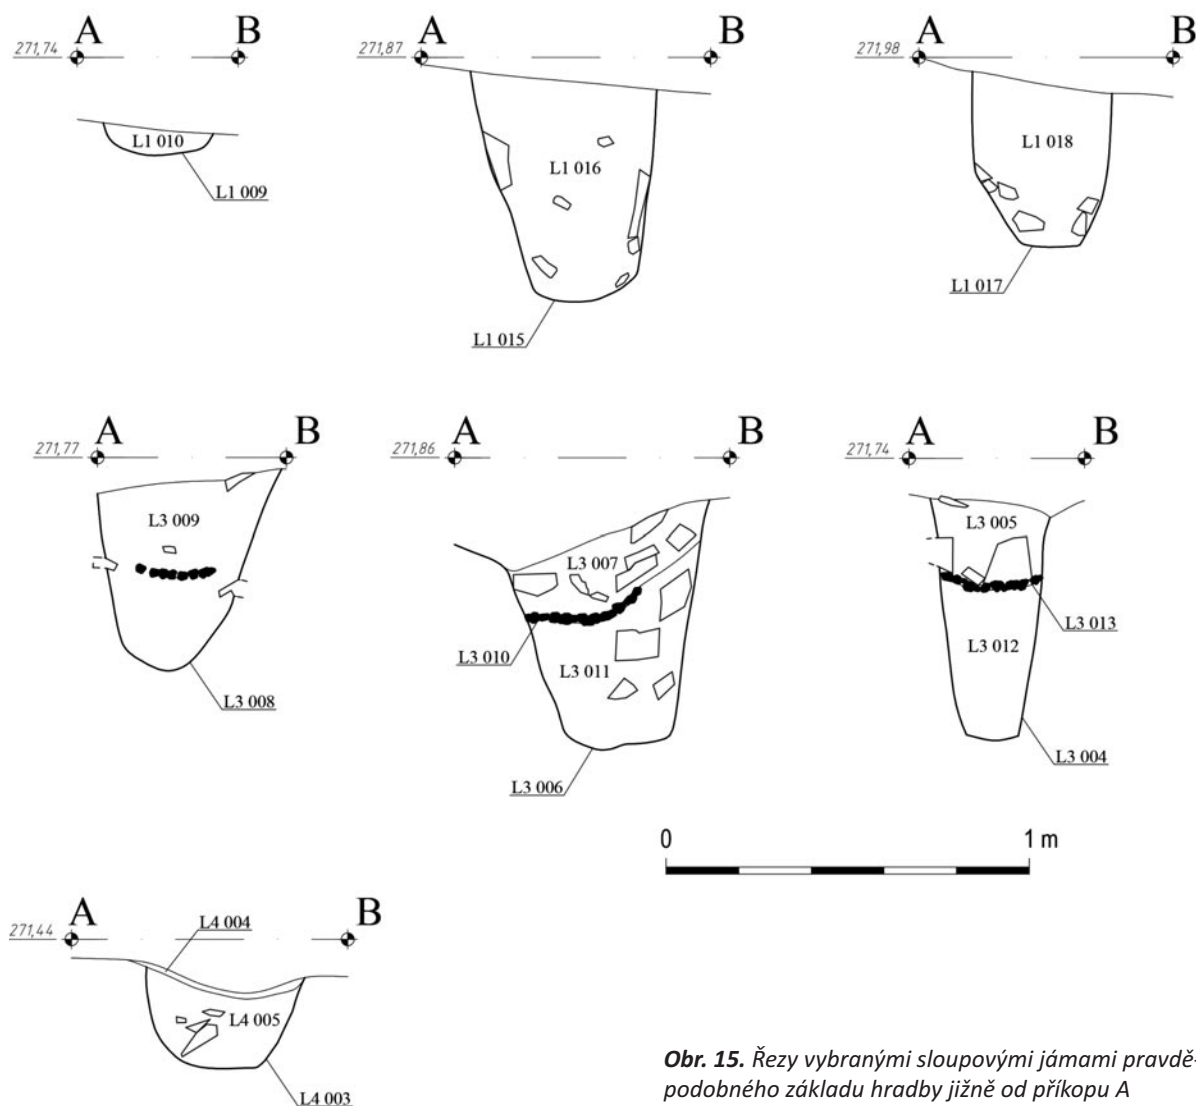 A B
271,74
L1 010
L1 009
A B
271,87
L1 016
L1 015
A B
271,98
L1 018
L1 017
A B
271,77
L3 009
L3 008
A B
271,86
L3 007
L3 010
L3 011
L3 006
A B
271,74
L3 005
L3 013
L3 012
L3 004
0 1 m
A B
271,44
L4 004
L4 005
L4 003
Obr. 15. Řezy vybranými sloupovými jámami pravdě-
podobného základu hradby jižně od příkopu A